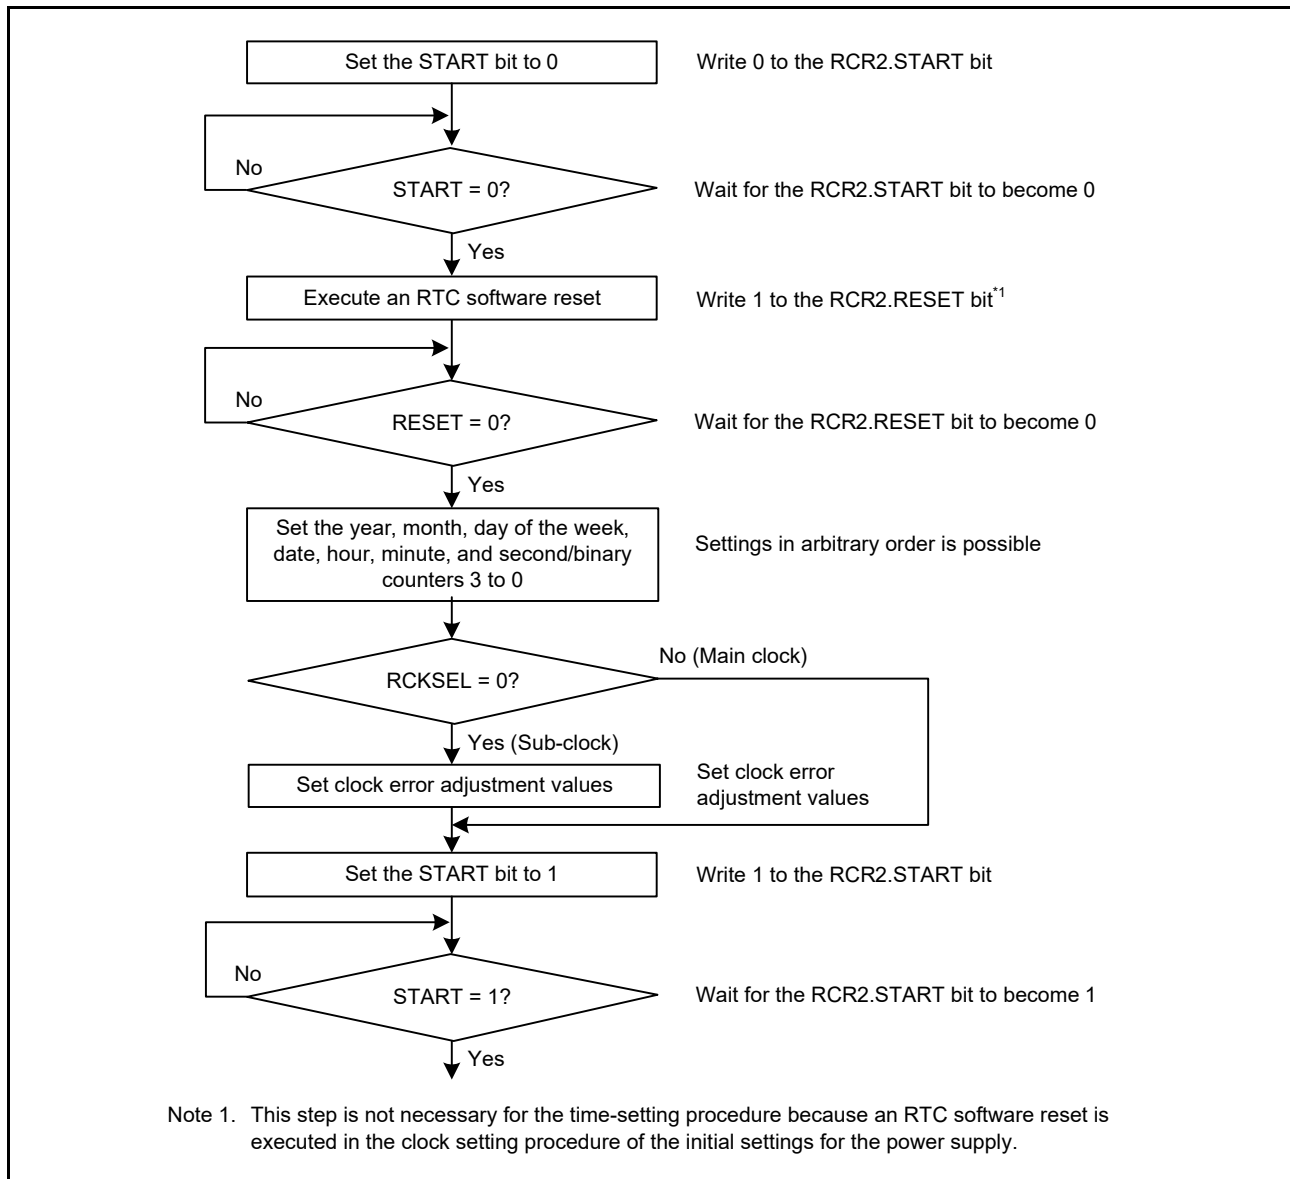 Set the START bit to 0
Write 0 to the RCR2.START bit
No
START = 0?
Wait for the RCR2.START bit to become 0
Yes
Execute an RTC software reset
Write 1 to the RCR2.RESET bit*1
No
RESET = 0?
Wait for the RCR2.RESET bit to become 0
Yes
Set the year, month, day of the week,
date, hour, minute, and second/binary
counters 3 to 0
Settings in arbitrary order is possible
No (Main clock)
RCKSEL = 0?
Yes (Sub-clock)
Set clock error adjustment values
Set clock error
adjustment values
Set the START bit to 1
Write 1 to the RCR2.START bit
No
START = 1?
Wait for the RCR2.START bit to become 1
Yes
Note 1. This step is not necessary for the time-setting procedure because an RTC software reset is
executed in the clock setting procedure of the initial settings for the power supply.